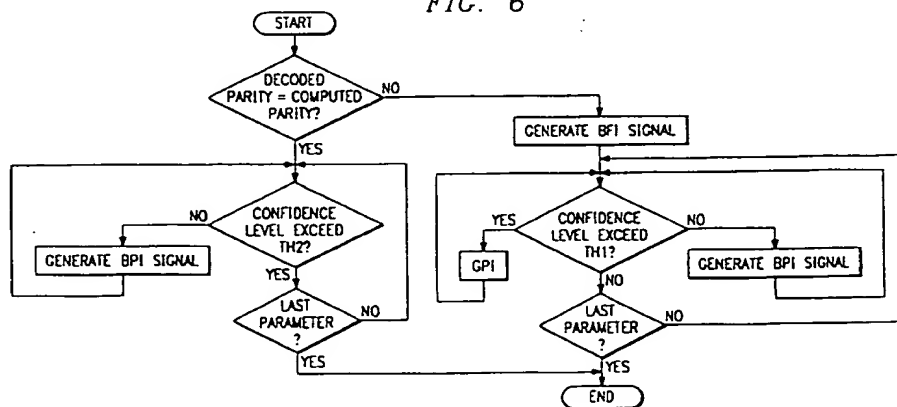 FIG. 6
START
DECODED
PARITY = COMPUTED
PARITY?
NO
YES
GENERATE BFI SIGNAL
CONFIDENCE
LEVEL EXCEED
TH2?
NO
YES
GENERATE BPI SIGNAL
LAST
PARAMETER
?
NO
YES
CONFIDENCE
LEVEL EXCEED
TH1?
YES
NO
NO
GPI
GENERATE BPI SIGNAL
LAST
PARAMETER
?
NO
YES
END